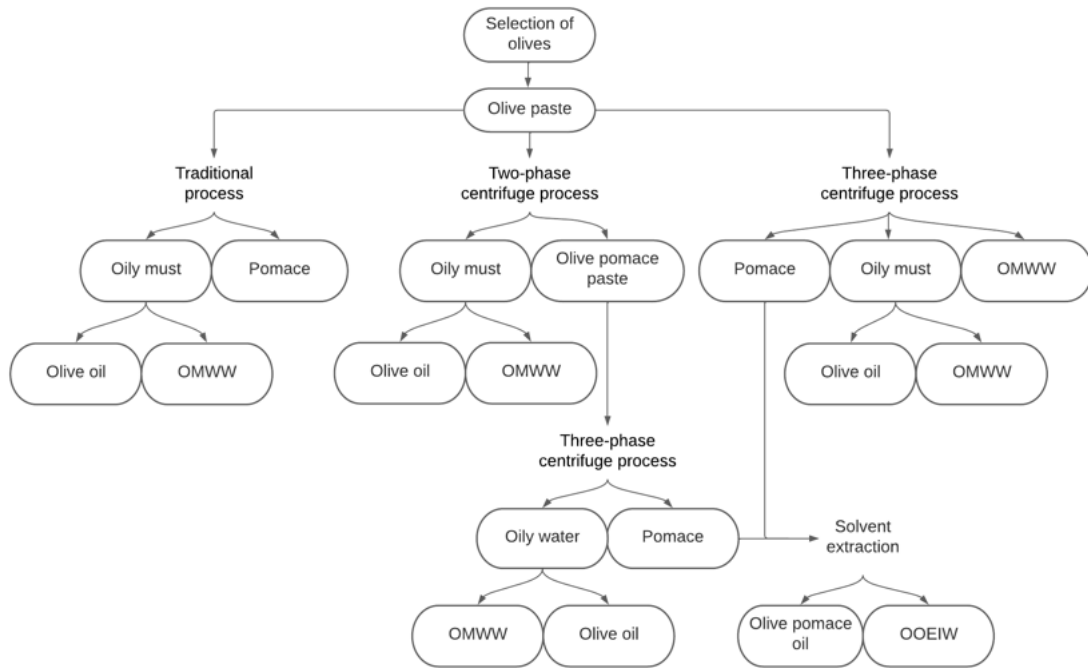 Selection of
olives
Olive paste
Traditional
process
Two-phase
centrifuge process
Three-phase
centrifuge process
Oily must
Pomace
Oily must
Olive pomace
paste
Pomace
Oily must
OMWW
Olive oil
OMWW
Olive oil
OMWW
Olive oil
OMWW
Three-phase
centrifuge process
Oily water
Pomace
Solvent
extraction
OMWW
Olive oil
Olive pomace
oil
OOEIW